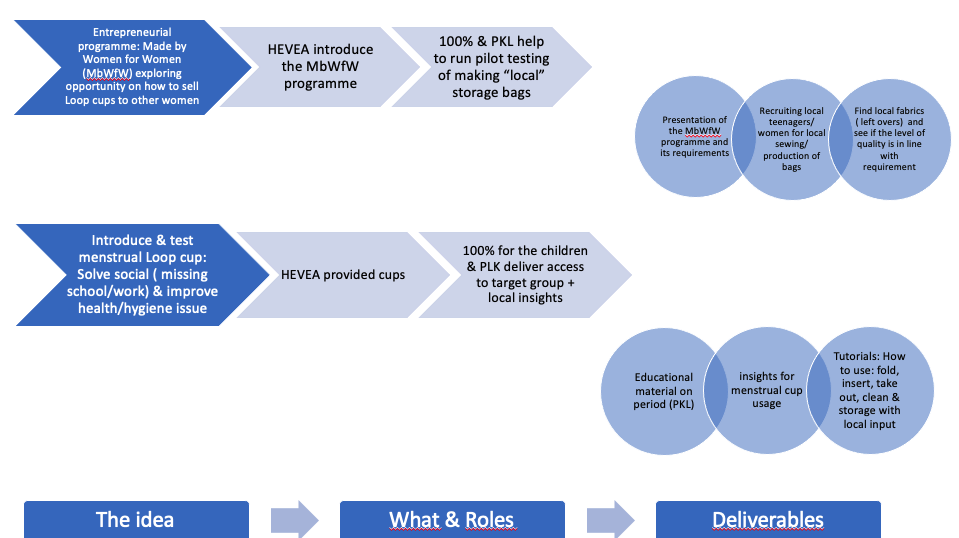 Entrepreneurial
programme: Made by
Women for Women
(MbWfW) exploring
opportunity on how to sell
Loop cups to other women
HEVEA introduce
the MbWfW
programme
100% & PKL help
to run pilot testing
of making “local”
storage bags
Presentation of
the MbWfW
programme and
its requirements
Recruiting local
teenagers/
women for local
sewing/
production of
bags
Find local fabrics
( left overs)  and
see if the level of
quality is in line
with
requirement
Introduce & test
menstrual Loop cup:
Solve social ( missing
school/work) & improve
health/hygiene issue
HEVEA provided cups
100% for the children
& PLK deliver access
to target group +
local insights
Educational
material on
period (PKL)
insights for
menstrual cup
usage
Tutorials: How
to use: fold,
insert, take
out, clean &
storage with
local input
The idea
What & Roles
Deliverables